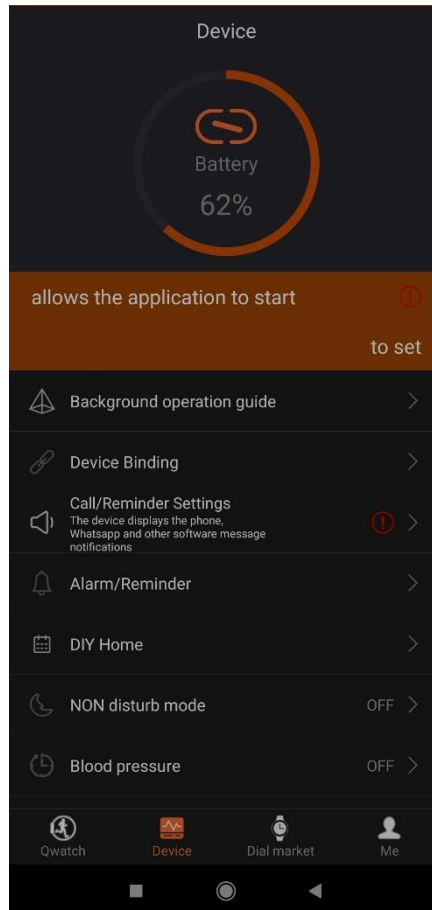 Device
Battery
62%
allows the application to start
to set
Background operation guide
Device Binding
Call/Reminder Settings
The device displays the phone,
Whatsapp and other software message
notifications
Alarm/Reminder
DIY Home
NON disturb mode OFF
Blood pressure OFF
Qwatch Device Dial market Me